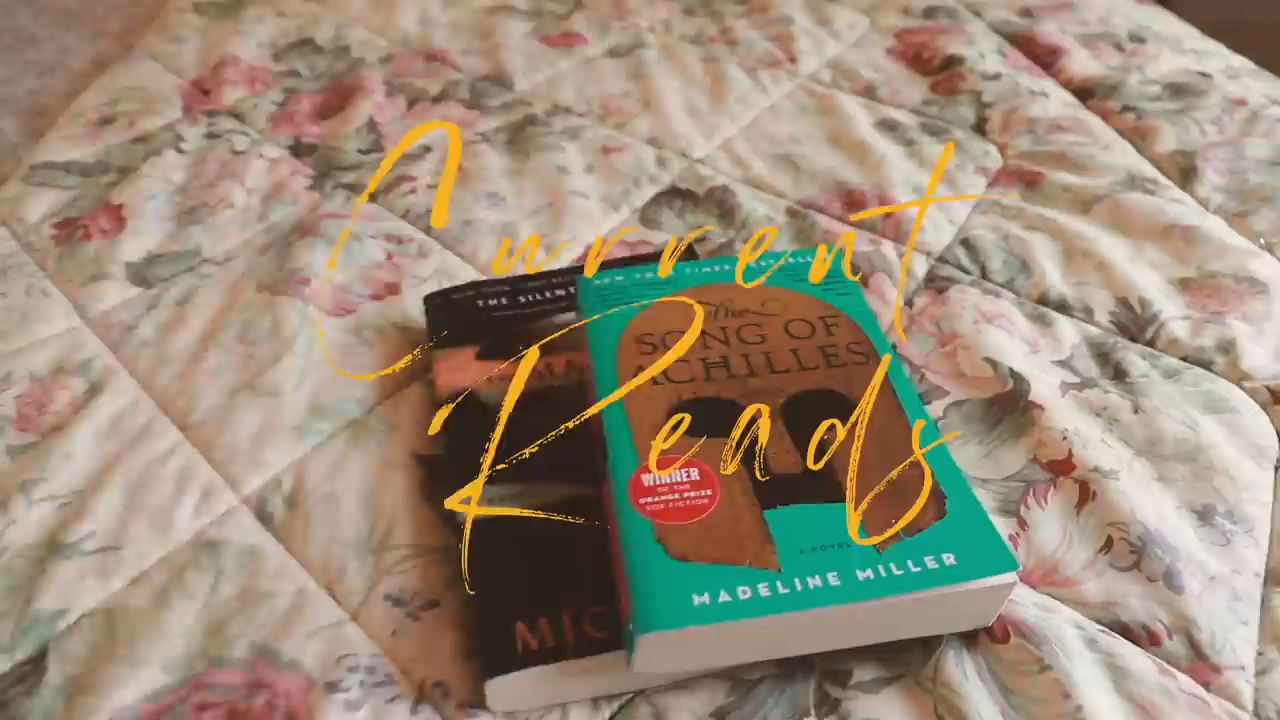 Current
Reads
THE SILENT
NEW YORK TIMES
The
SONG OF
ACHILLES
WINNER
OF THE
ORANGE PRIZE
FOR FICTION
A NOVEL
MADELINE MILLER
MIC